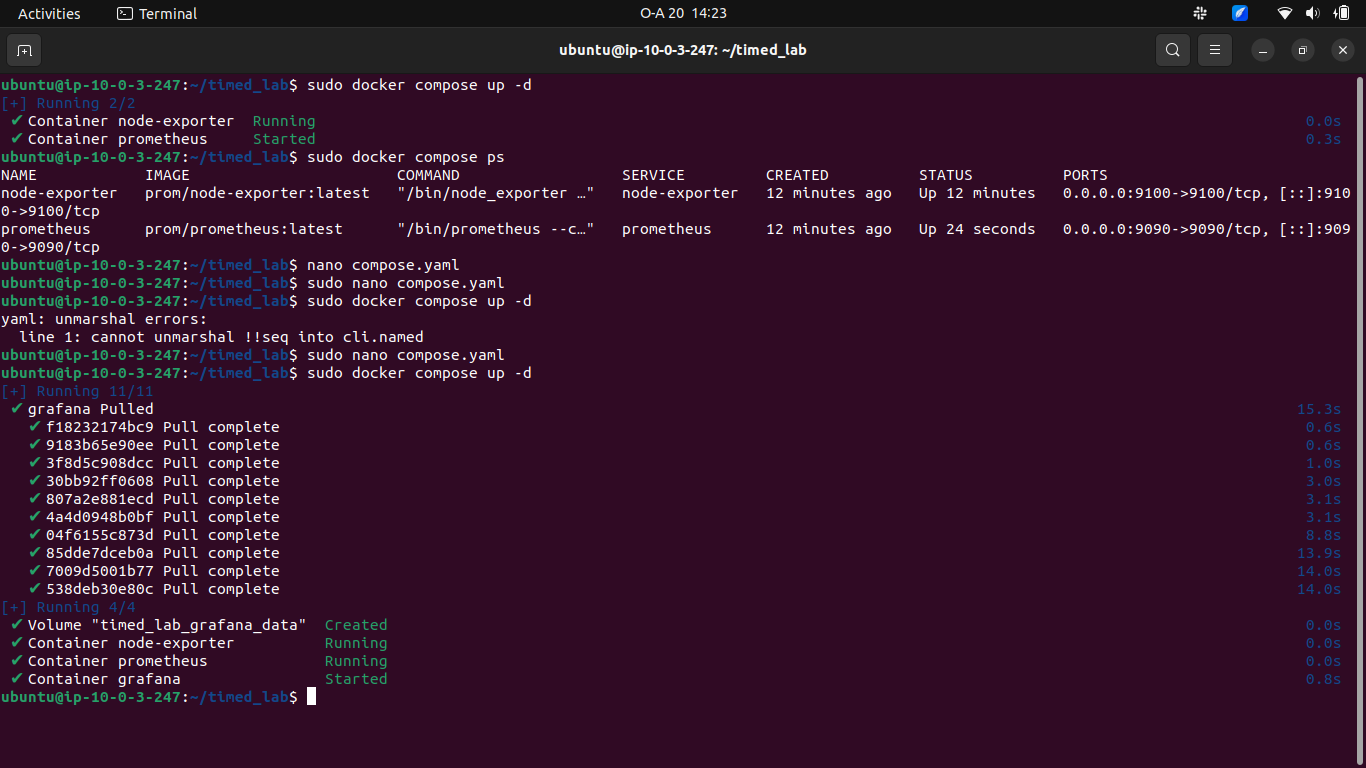 Activities
Terminal
O-A 20 14:23
ubuntu@ip-10-0-3-247: ~/timed_lab
ubuntu@ip-10-0-3-247:~/timed_lab$ sudo docker compose up -d
[+] Running 2/2
✔ Container node-exporter Running 0.0s
✔ Container prometheus Started 0.3s
ubuntu@ip-10-0-3-247:~/timed_lab$ sudo docker compose ps
NAME IMAGE COMMAND SERVICE CREATED STATUS PORTS
node-exporter prom/node-exporter:latest "/bin/node_exporter …" node-exporter 12 minutes ago Up 12 minutes 0.0.0.0:9100->9100/tcp, [::]:910
0->9100/tcp
prometheus prom/prometheus:latest "/bin/prometheus --c…" prometheus 12 minutes ago Up 24 seconds 0.0.0.0:9090->9090/tcp, [::]:909
0->9090/tcp
ubuntu@ip-10-0-3-247:~/timed_lab$ nano compose.yaml
ubuntu@ip-10-0-3-247:~/timed_lab$ sudo nano compose.yaml
ubuntu@ip-10-0-3-247:~/timed_lab$ sudo docker compose up -d
yaml: unmarshal errors:
line 1: cannot unmarshal !!seq into cli.named
ubuntu@ip-10-0-3-247:~/timed_lab$ sudo nano compose.yaml
ubuntu@ip-10-0-3-247:~/timed_lab$ sudo docker compose up -d
[+] Running 11/11
✔ grafana Pulled 15.3s
✔ f18232174bc9 Pull complete 0.6s
✔ 9183b65e90ee Pull complete 0.6s
✔ 3f8d5c908dcc Pull complete 1.0s
✔ 30bb92ff0608 Pull complete 3.0s
✔ 807a2e881ecd Pull complete 3.1s
✔ 4a4d0948b0bf Pull complete 3.1s
✔ 04f6155c873d Pull complete 8.8s
✔ 85dde7dceb0a Pull complete 13.9s
✔ 7009d5001b77 Pull complete 14.0s
✔ 538deb30e80c Pull complete 14.0s
[+] Running 4/4
✔ Volume "timed_lab_grafana_data" Created 0.0s
✔ Container node-exporter Running 0.0s
✔ Container prometheus Running 0.0s
✔ Container grafana Started 0.8s
ubuntu@ip-10-0-3-247:~/timed_lab$